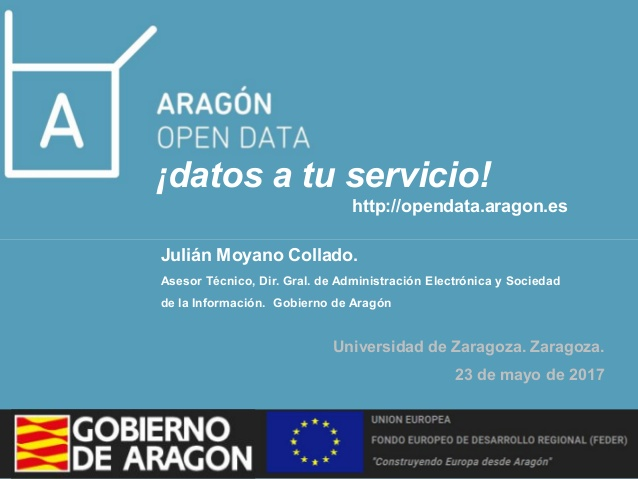 A
ARAGÓN
OPEN DATA
¡datos a tu servicio!
http://opendata.aragon.es
Julián Moyano Collado.
Asesor Técnico, Dir. Gral. de Administración Electrónica y Sociedad
de la Información. Gobierno de Aragón
Universidad de Zaragoza. Zaragoza.
23 de mayo de 2017
GOBIERNO
DE ARAGON
UNION EUROPEA
FONDO EUROPEO DE DESARROLLO REGIONAL (FEDER)
"Construyendo Europa desde Aragón"